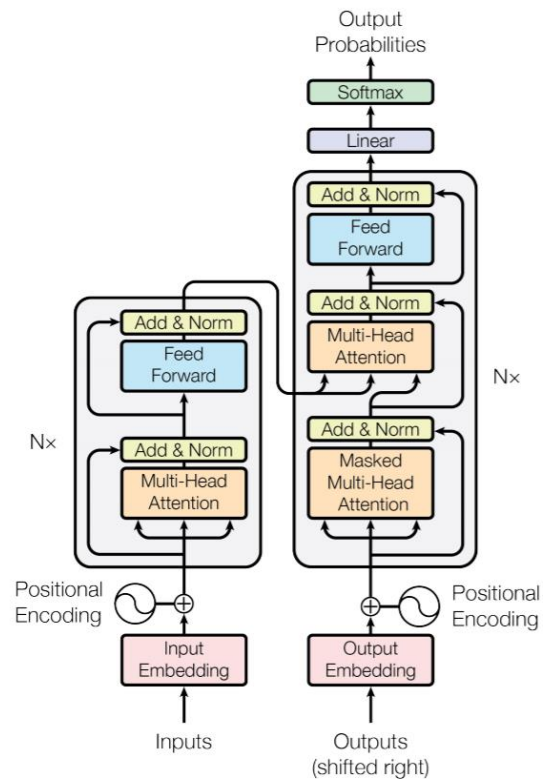 Output
Probabilities
Softmax
Linear
Add & Norm
Feed
Forward
Add & Norm
Multi-Head
Attention
Nx
Add & Norm
Masked
Multi-Head
Attention
Add & Norm
Feed
Forward
N×
Add & Norm
Multi-Head
Attention
Positional
Encoding
Positional
Encoding
Input
Embedding
Output
Embedding
Inputs
Outputs
(shifted right)